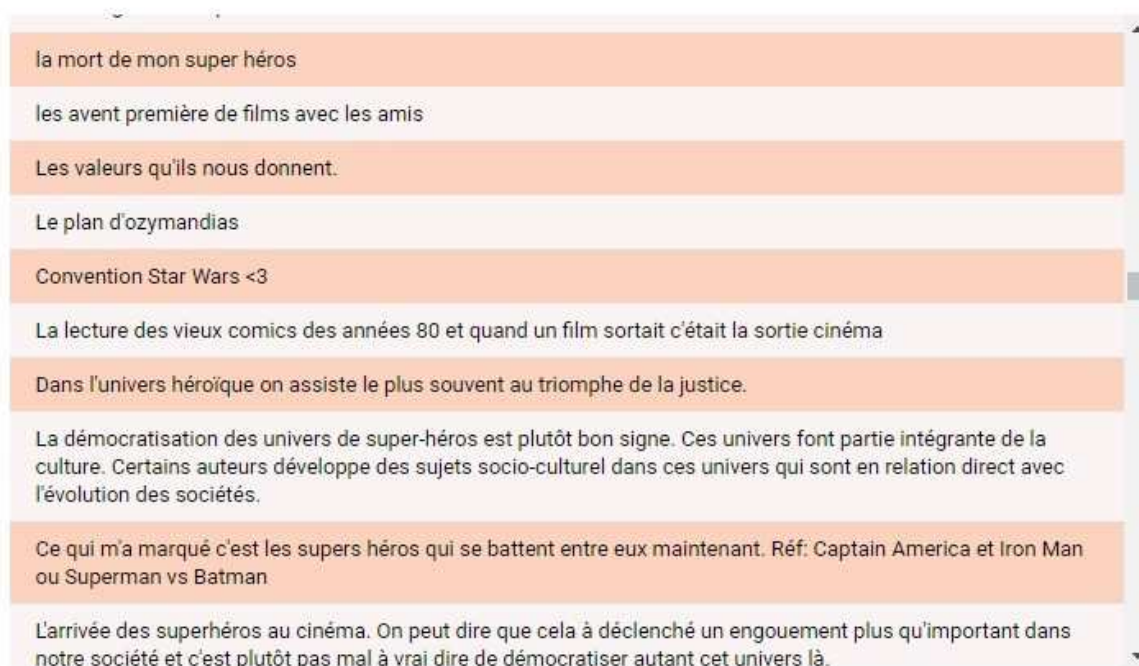 la mort de mon super héros
les avent première de films avec les amis
Les valeurs qu'ils nous donnent.
Le plan d'ozymandias
Convention Star Wars <3
La lecture des vieux comics des années 80 et quand un film sortait c'était la sortie cinéma
Dans l'univers héroïque on assiste le plus souvent au triomphe de la justice.
La démocratisation des univers de super-héros est plutôt bon signe. Ces univers font partie intégrante de la
culture. Certains auteurs développe des sujets socio-culturel dans ces univers qui sont en relation direct avec
l'évolution des sociétés.
Ce qui m'a marqué c'est les supers héros qui se battent entre eux maintenant. Réf: Captain America et Iron Man
ou Superman vs Batman
L'arrivée des superhéros au cinéma. On peut dire que cela à déclenché un engouement plus qu'important dans
notre société et c'est plutôt pas mal à vrai dire de démocratiser autant cet univers là.